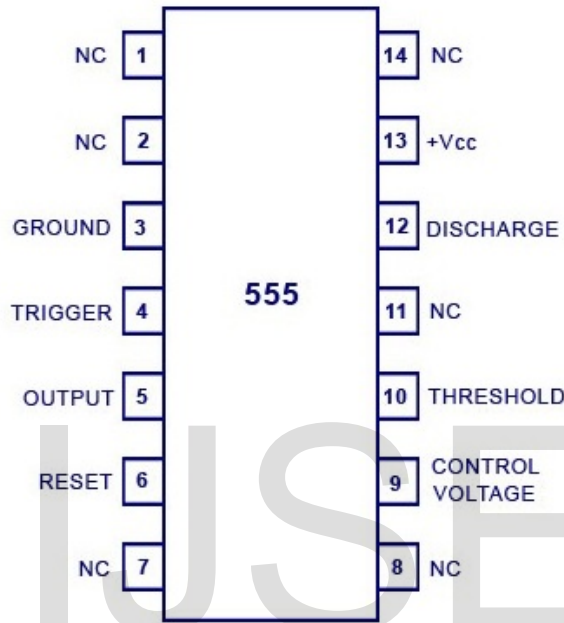 NC 1 14 NC
NC 2 13 +Vcc
GROUND 3 12 DISCHARGE
555
TRIGGER 4 11 NC
OUTPUT 5 10 THRESHOLD
RESET 6 9 CONTROL
VOLTAGE
NC 7 8 NC
IJSE